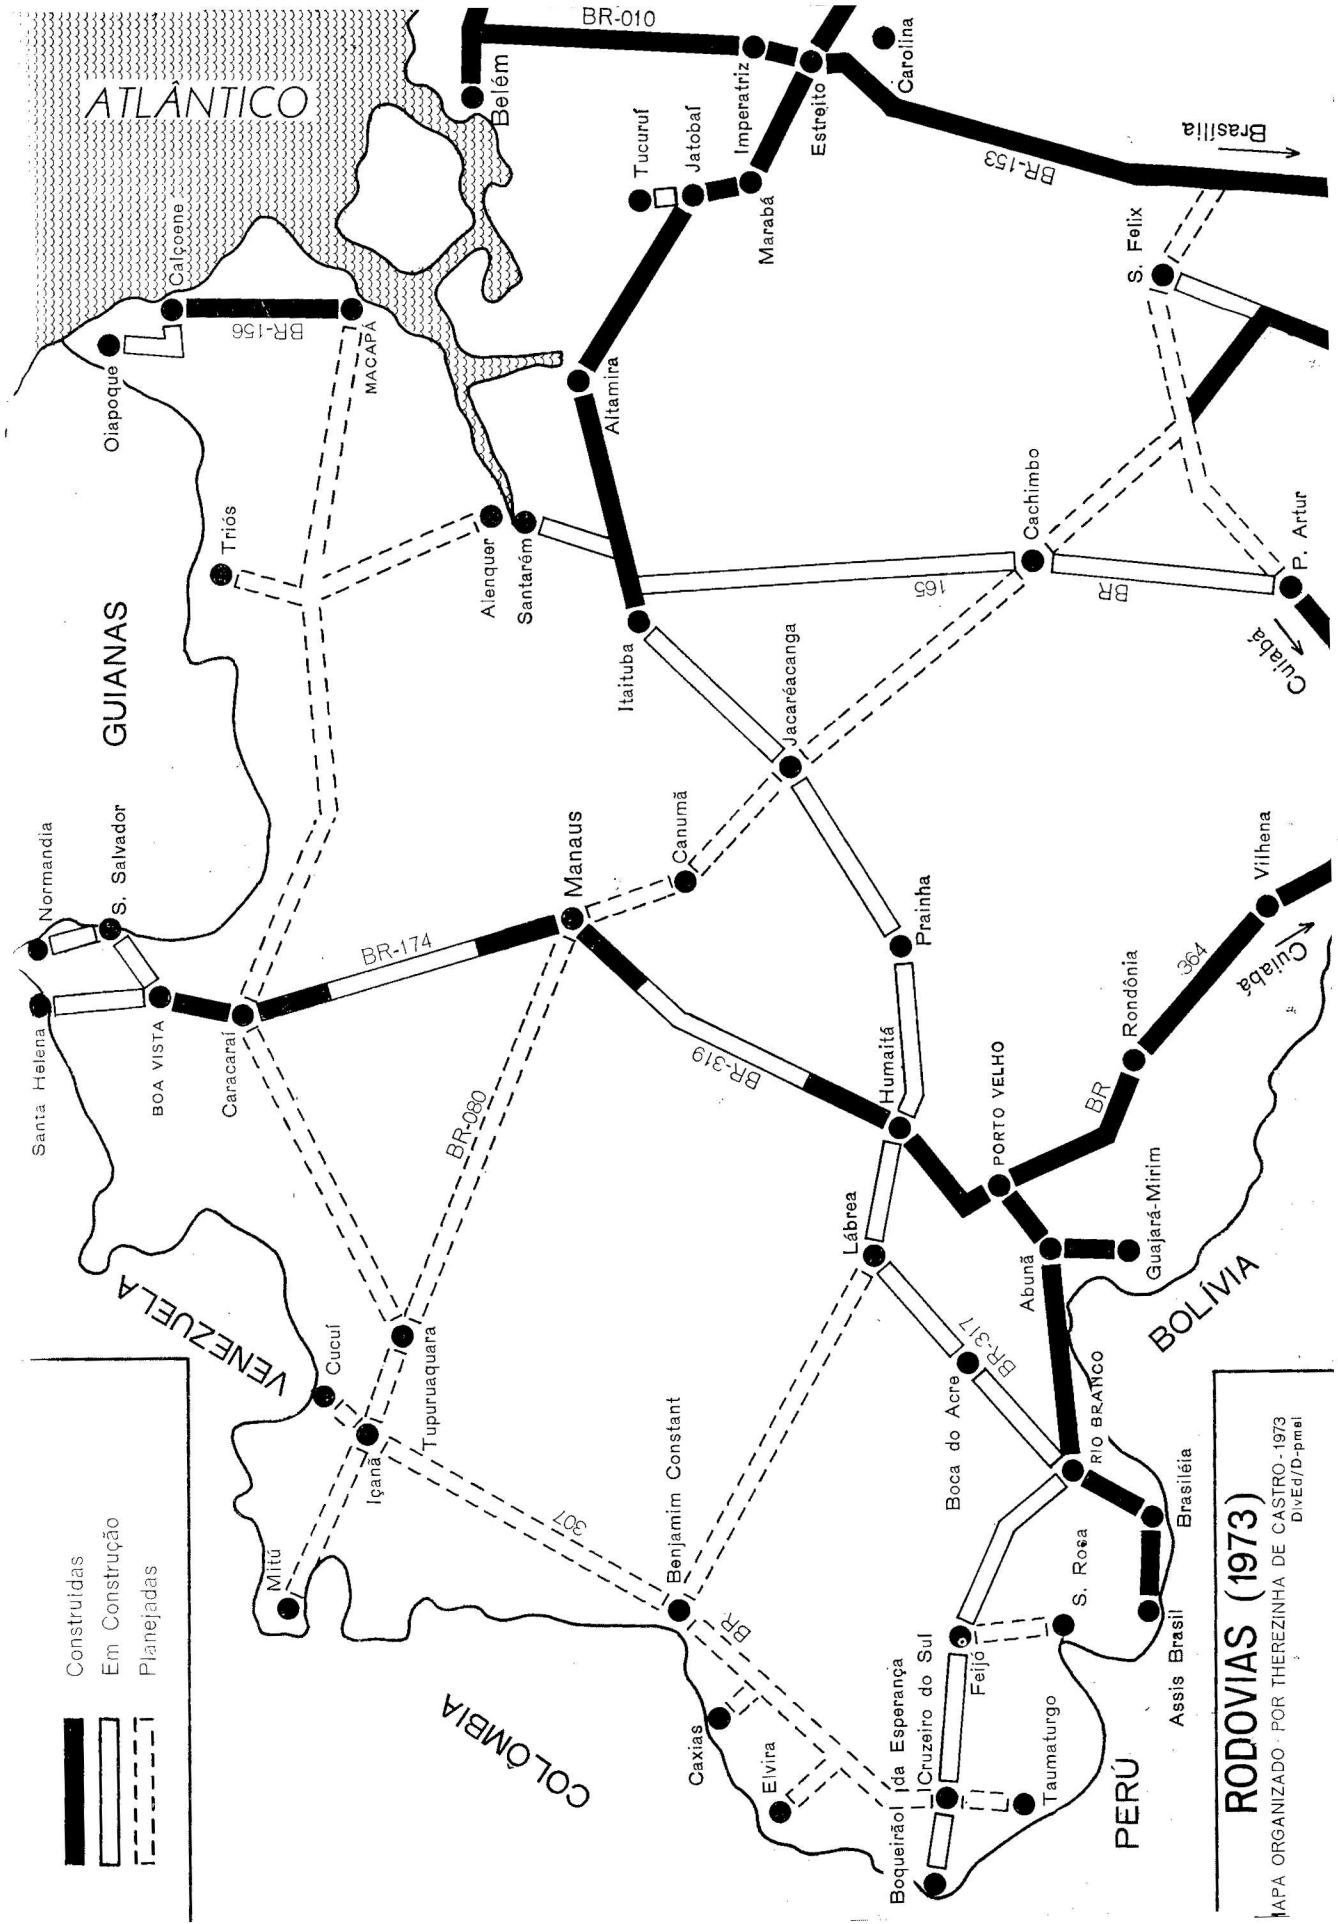 ATLÂNTICO
BR-010
Belém
Imperatriz
Estreito
Carolina
Tucuruí
Jatobaí
Marabá
BR-153
Brasília
S. Felix
Calçoene
BR-156
MACAPÁ
Oiapoque
Altamira
Triós
Alenquer
Santarém
Itaituba
165
Cachimbo
BR
P. Artur
Cuiabá
GUIANAS
Jacaréacanga
Normandia
S. Salvador
Manaus
Canumã
Prainha
Vilhena
BR-174
364
Cuiabá
Rondônia
BR
Santa Helena
BOA VISTA
Caracaraí
BR-319
Humaitá
PORTO VELHO
BR-080
Lábrea
Abunã
Guajará-Mirim
BOLÍVIA
VENEZUELA
Cucuí
Tupuruaquara
Içanã
BR-317
Boca do Acre
RIO BRANCO
Mitú
307
Benjamim Constant
BR-
S. Rosa
Brasiléia
Assis Brasil
Feijó
COLÔMBIA
Caxias
Elvira
Boqueirão da Esperança
Cruzeiro do Sul
Taumaturgo
PERÚ
Construidas
Em Construção
Planejadas
RODOVIAS (1973)
MAPA ORGANIZADO POR THEREZINHA DE CASTRO-1973
DivEd/D-pmel